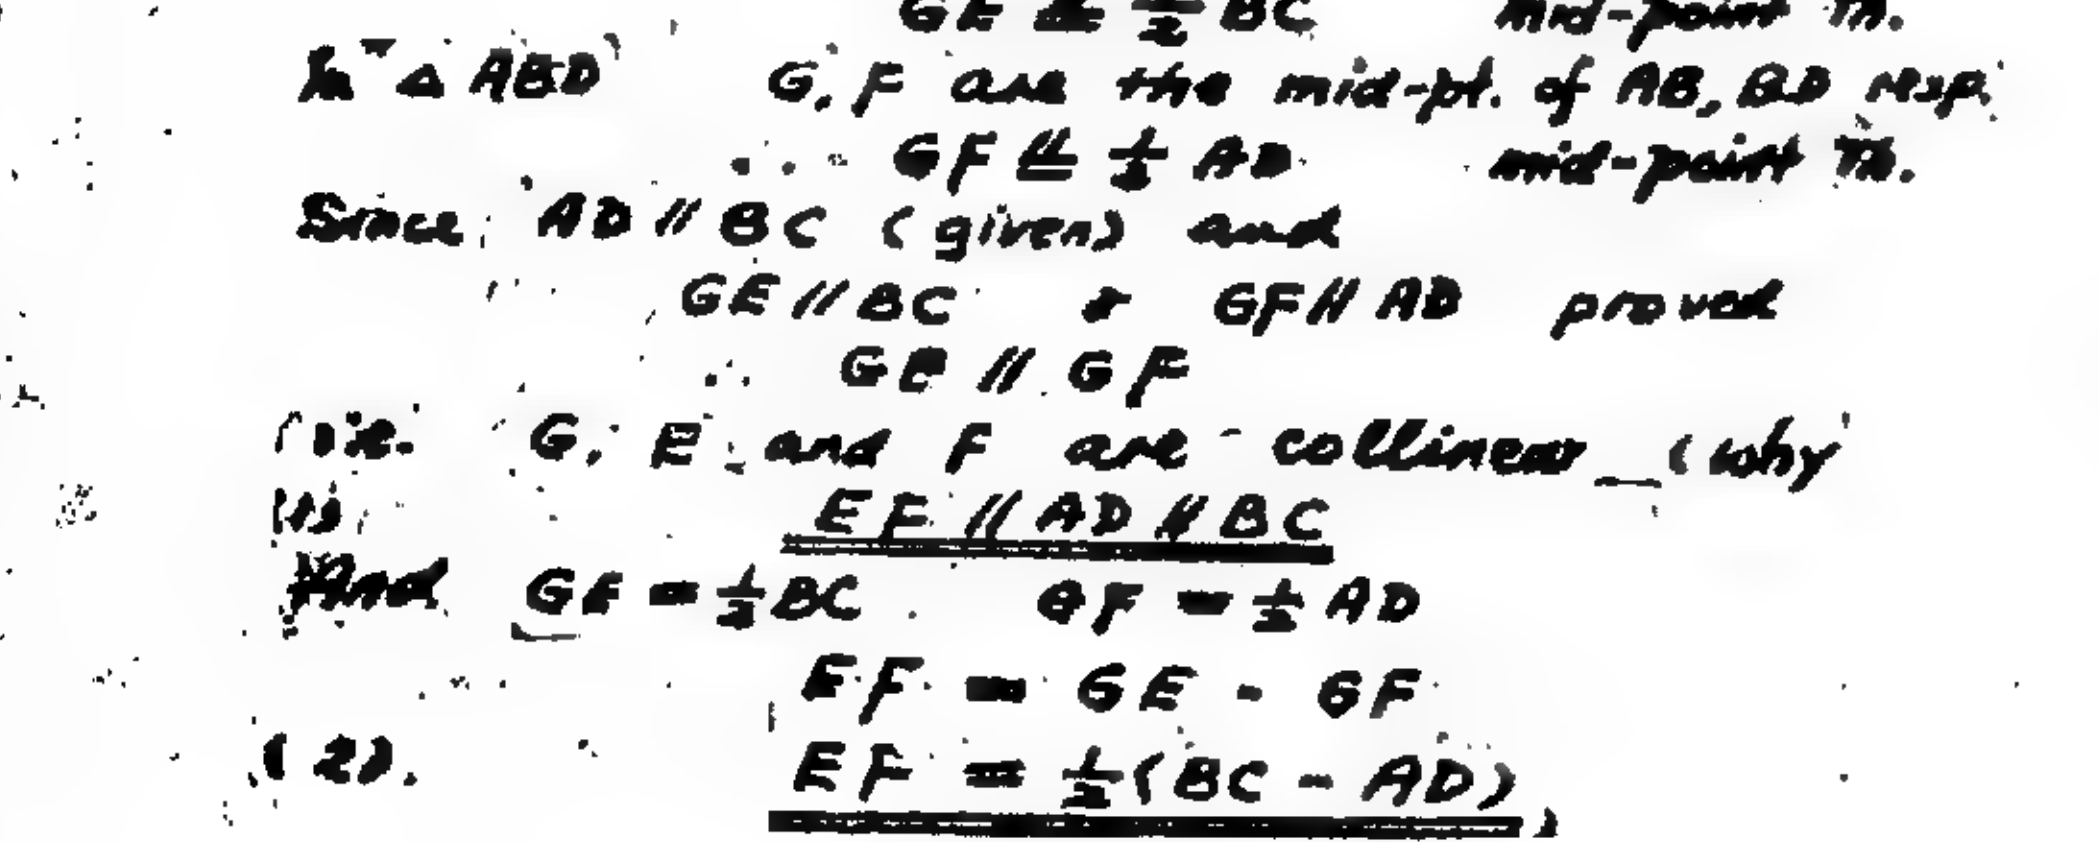 GE ⫽ 1/2 BC mid-point Th.
In △ ABD G, F are the mid-pt. of AB, BD resp.
∴ GF ⫽ 1/2 AD mid-point Th.
Since AD // BC (given) and
GE // BC & GF // AD proved
∴ GE // GF
i.e. G, E and F are collinear (why
(1) EF // AD // BC
And GE = 1/2 BC GF = 1/2 AD
EF = GE - GF
(2). EF = 1/2 (BC - AD)